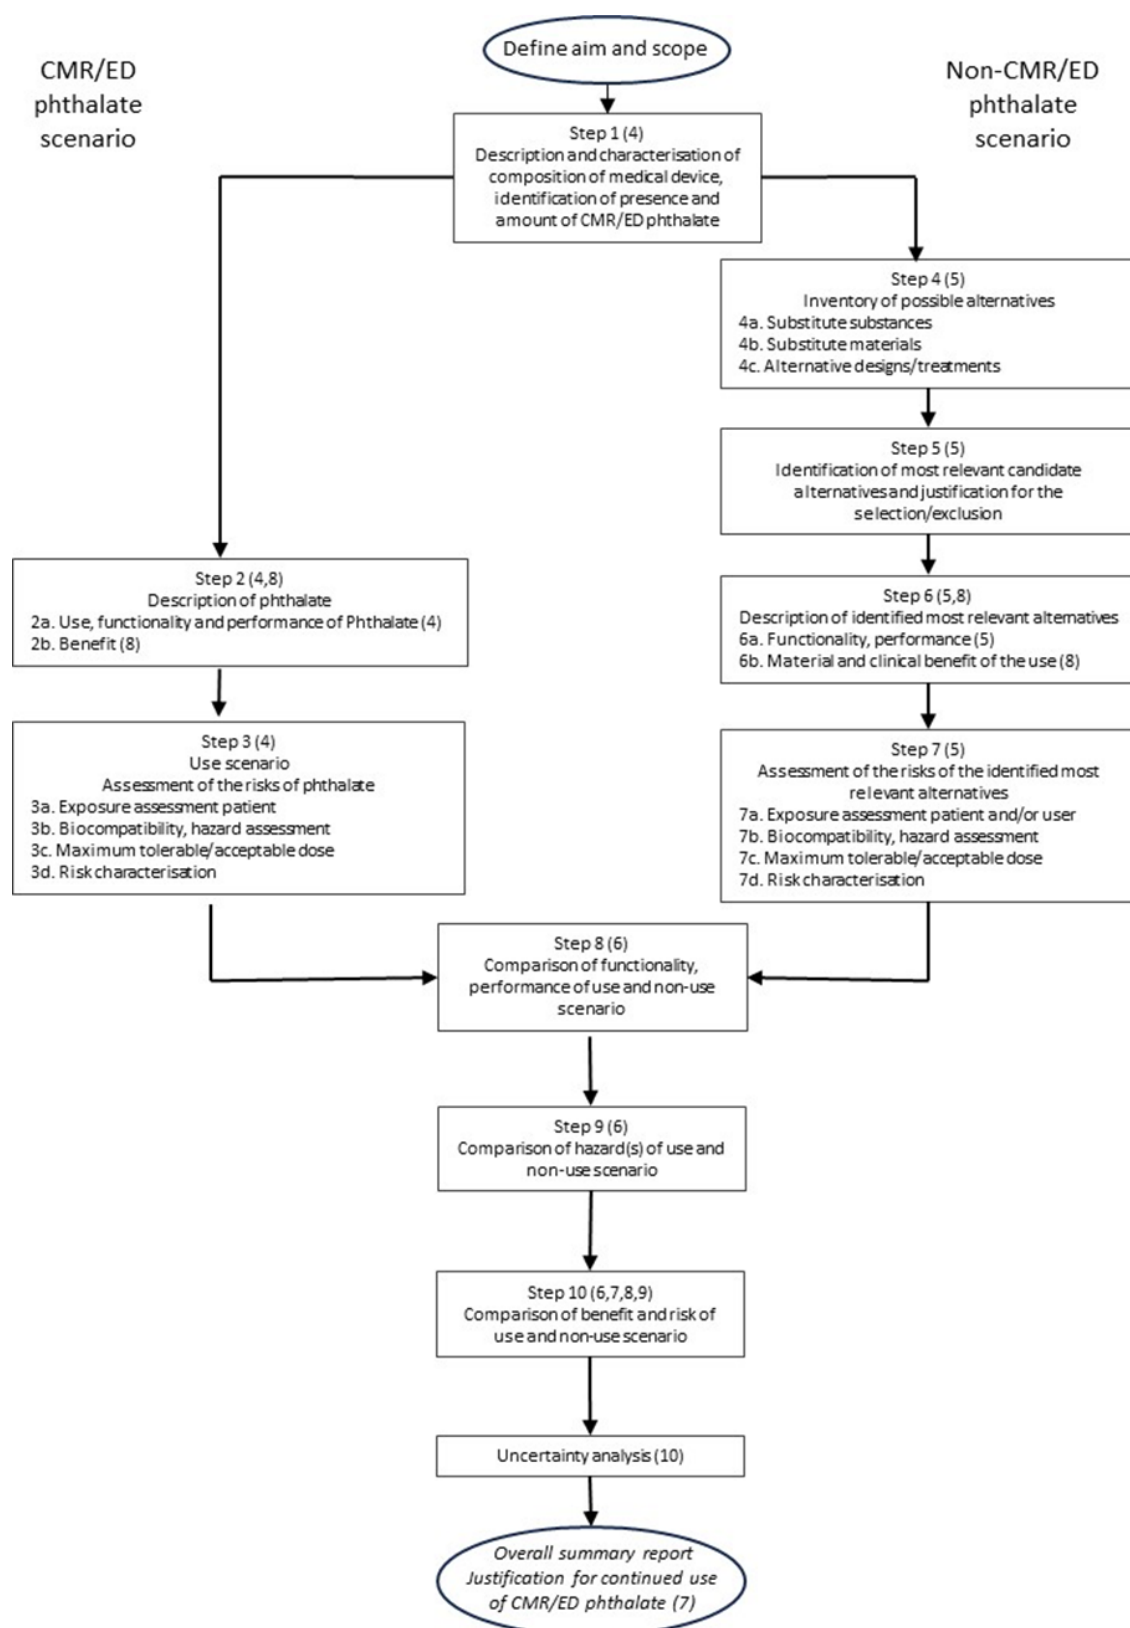 Define aim and scope
CMR/ED
phthalate
scenario
Non-CMR/ED
phthalate
scenario
Step 1 (4)
Description and characterisation of
composition of medical device,
identification of presence and
amount of CMR/ED phthalate
Step 4 (5)
Inventory of possible alternatives
4a. Substitute substances
4b. Substitute materials
4c. Alternative designs/treatments
Step 5 (5)
Identification of most relevant candidate
alternatives and justification for the
selection/exclusion
Step 2 (4,8)
Description of phthalate
2a. Use, functionality and performance of Phthalate (4)
2b. Benefit (8)
Step 6 (5,8)
Description of identified most relevant alternatives
6a. Functionality, performance (5)
6b. Material and clinical benefit of the use (8)
Step 3 (4)
Use scenario
Assessment of the risks of phthalate
3a. Exposure assessment patient
3b. Biocompatibility, hazard assessment
3c. Maximum tolerable/acceptable dose
3d. Risk characterisation
Step 7 (5)
Assessment of the risks of the identified most
relevant alternatives
7a. Exposure assessment patient and/or user
7b. Biocompatibility, hazard assessment
7c. Maximum tolerable/acceptable dose
7d. Risk characterisation
Step 8 (6)
Comparison of functionality,
performance of use and non-use
scenario
Step 9 (6)
Comparison of hazard(s) of use and
non-use scenario
Step 10 (6,7,8,9)
Comparison of benefit and risk of
use and non-use scenario
Uncertainty analysis (10)
Overall summary report
Justification for continued use
of CMR/ED phthalate (7)